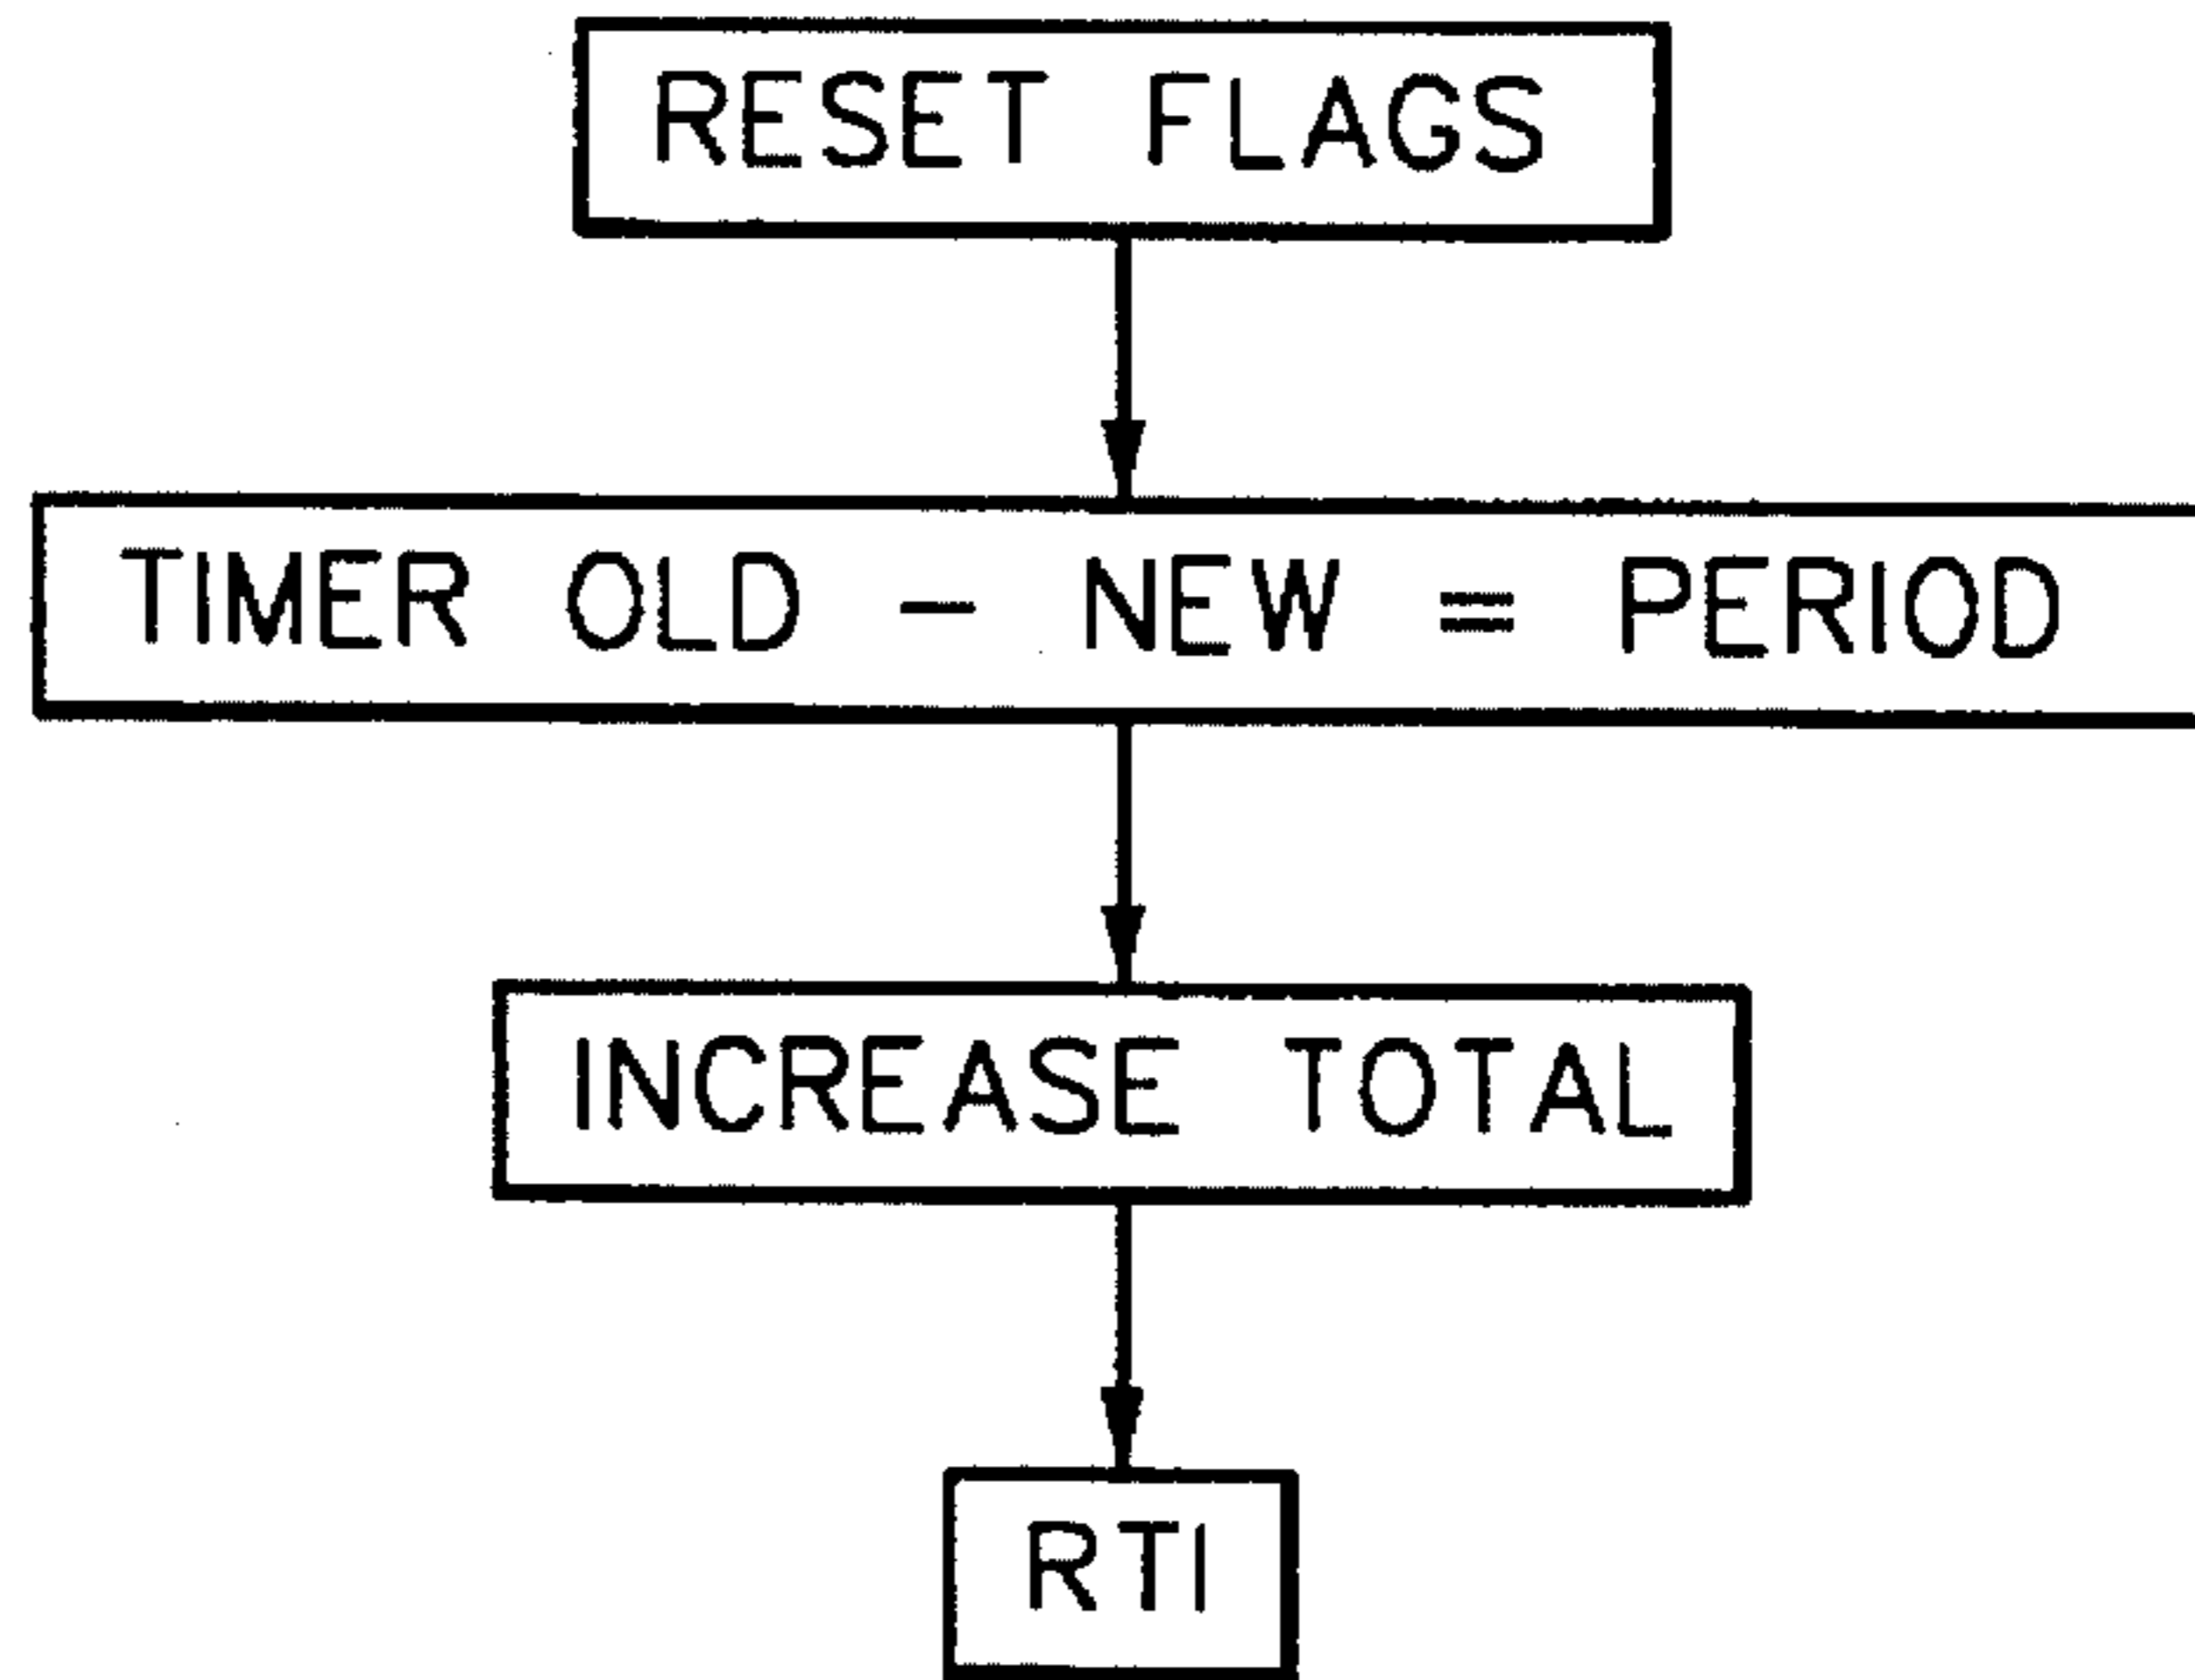 RESET FLAGS
TIMER OLD - NEW = PERIOD
INCREASE TOTAL
RTI